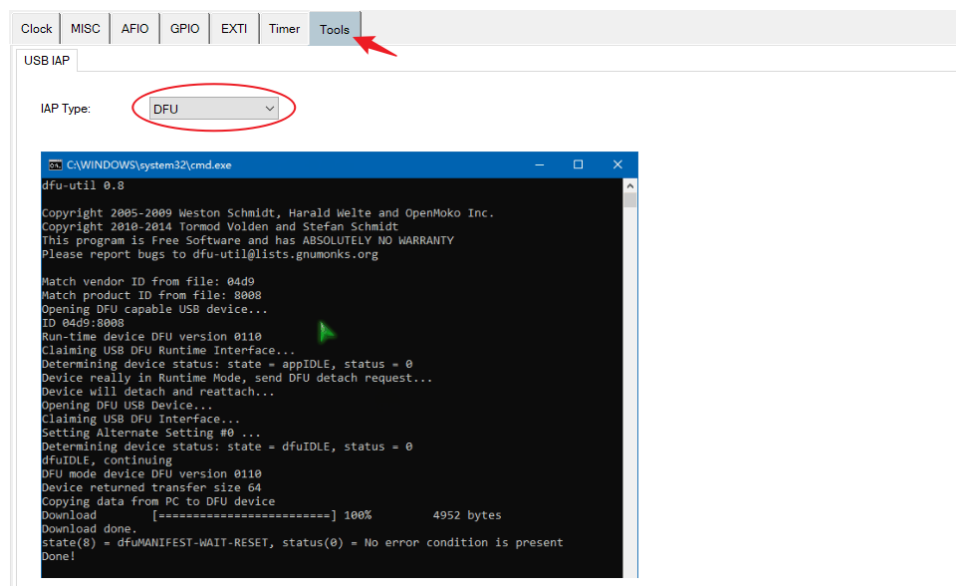 Clock MISC AFIO GPIO EXTI Timer Tools
USB IAP
IAP Type: DFU
C:\WINDOWS\system32\cmd.exe
dfu-util 0.8
Copyright 2005-2009 Weston Schmidt, Harald Welte and OpenMoko Inc.
Copyright 2010-2014 Tormod Volden and Stefan Schmidt
This program is Free Software and has ABSOLUTELY NO WARRANTY
Please report bugs to dfu-util@lists.gnumonks.org
Match vendor ID from file: 04d9
Match product ID from file: 8008
Opening DFU capable USB device...
ID 04d9:8008
Run-time device DFU version 0110
Claiming USB DFU Runtime Interface...
Determining device status: state = appIDLE, status = 0
Device really in Runtime Mode, send DFU detach request...
Device will detach and reattach...
Opening DFU USB Device...
Claiming USB DFU Interface...
Setting Alternate Setting #0 ...
Determining device status: state = dfuIDLE, status = 0
dfuIDLE, continuing
DFU mode device DFU version 0110
Device returned transfer size 64
Copying data from PC to DFU device
Download [=========================] 100% 4952 bytes
Download done.
state(8) = dfuMANIFEST-WAIT-RESET, status(0) = No error condition is present
Done!